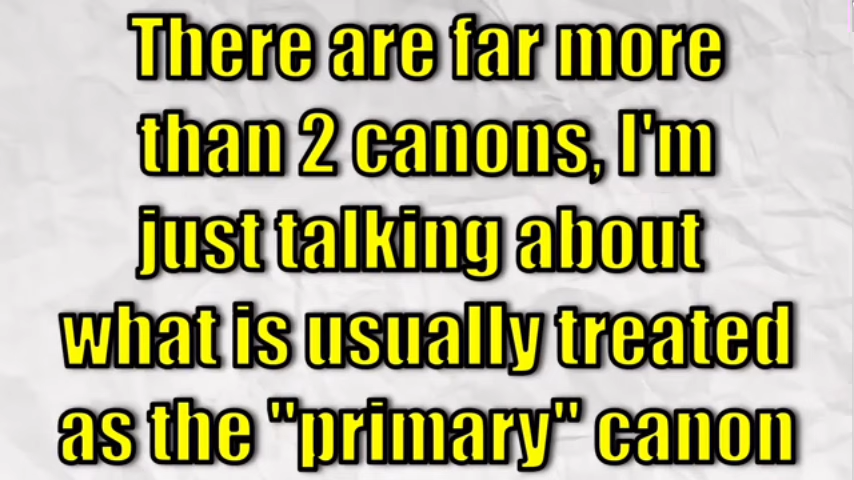 There are far more
than 2 canons, I'm
just talking about
what is usually treated
as the "primary" canon